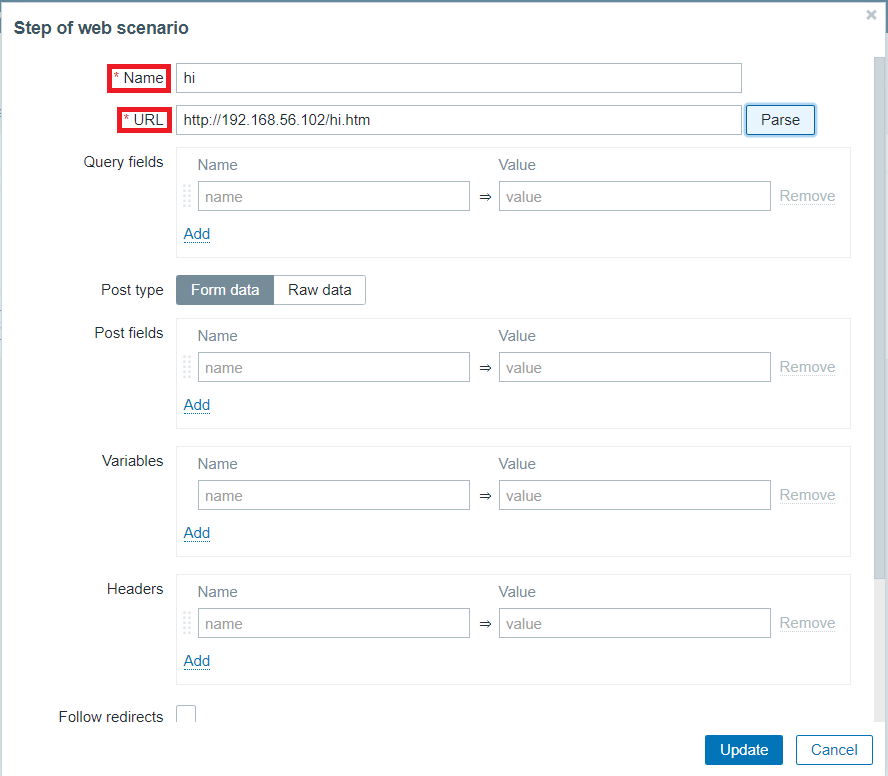 Step of web scenario
×
* Name hi
* URL http://192.168.56.102/hi.htm Parse
Query fields Name Value
name ⇒ value Remove
Add
Post type Form data Raw data
Post fields Name Value
name ⇒ value Remove
Add
Variables Name Value
name ⇒ value Remove
Add
Headers Name Value
name ⇒ value Remove
Add
Follow redirects
Update Cancel